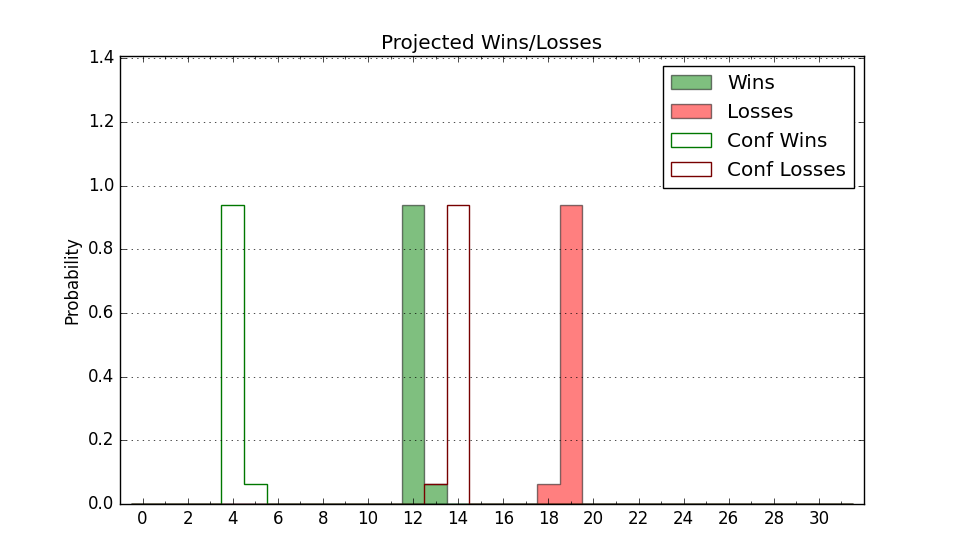 Projected Wins/Losses
1.4
1.2
1.0
0.8
0.6
0.4
0.2
0.0
Probability
Wins
Losses
Conf Wins
Conf Losses
0 2 4 6 8 10 12 14 16 18 20 22 24 26 28 30